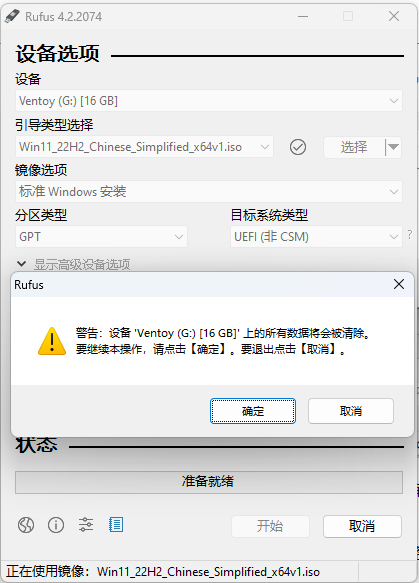 Rufus 4.2.2074
设备选项
设备
Ventoy (G:) [16 GB]
引导类型选择
Win11_22H2_Chinese_Simplified_x64v1.iso
选择
镜像选项
标准 Windows 安装
分区类型
目标系统类型
GPT
UEFI (非 CSM)
?
显示高级设备选项
Rufus
警告：设备 'Ventoy (G:) [16 GB]' 上的所有数据将会被清除。
要继续本操作，请点击【确定】。要退出点击【取消】。
确定
取消
状态
准备就绪
开始
取消
正在使用镜像：Win11_22H2_Chinese_Simplified_x64v1.iso